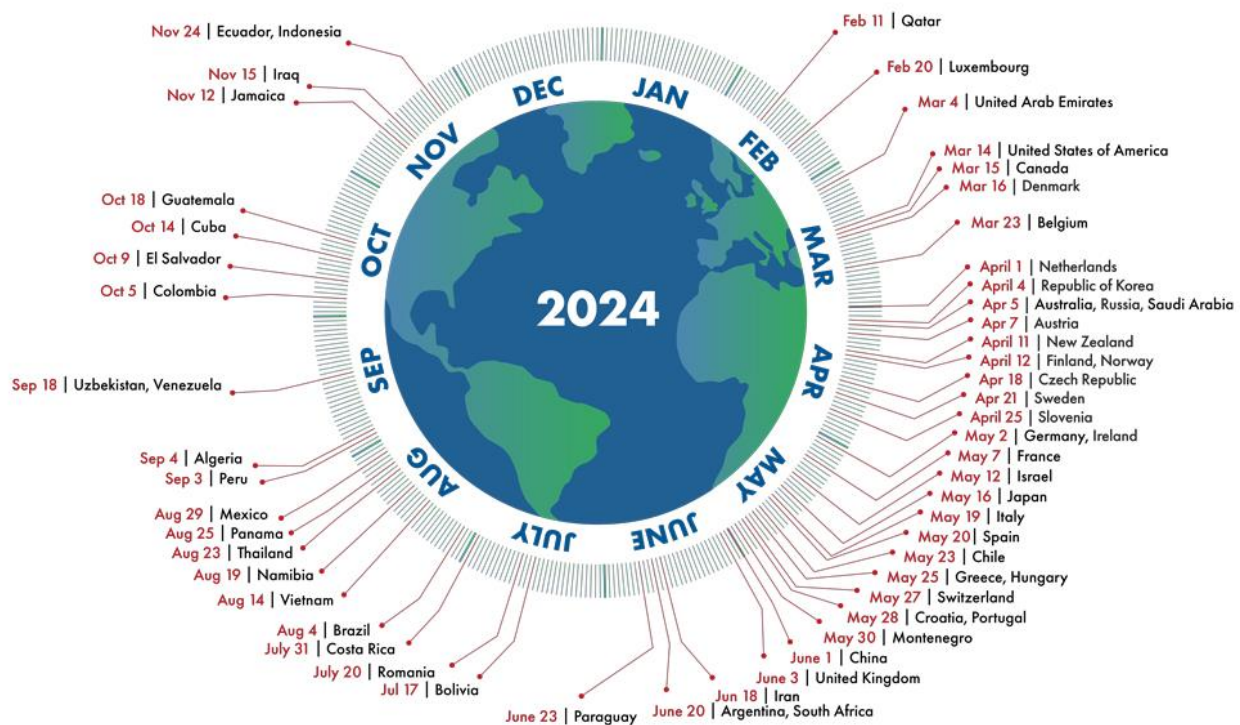 2024
JAN
FEB
MAR
APR
MAY
JUNE
JULY
AUG
SEP
OCT
NOV
DEC
Feb 11 | Qatar
Feb 20 | Luxembourg
Mar 4 | United Arab Emirates
Mar 14 | United States of America
Mar 15 | Canada
Mar 16 | Denmark
Mar 23 | Belgium
April 1 | Netherlands
April 4 | Republic of Korea
Apr 5 | Australia, Russia, Saudi Arabia
Apr 7 | Austria
April 11 | New Zealand
April 12 | Finland, Norway
Apr 18 | Czech Republic
Apr 21 | Sweden
April 25 | Slovenia
May 2 | Germany, Ireland
May 7 | France
May 12 | Israel
May 16 | Japan
May 19 | Italy
May 20 | Spain
May 23 | Chile
May 25 | Greece, Hungary
May 27 | Switzerland
May 28 | Croatia, Portugal
May 30 | Montenegro
June 1 | China
June 3 | United Kingdom
Jun 18 | Iran
June 20 | Argentina, South Africa
June 23 | Paraguay
Jul 17 | Bolivia
July 20 | Romania
July 31 | Costa Rica
Aug 4 | Brazil
Aug 14 | Vietnam
Aug 19 | Namibia
Aug 23 | Thailand
Aug 25 | Panama
Aug 29 | Mexico
Sep 3 | Peru
Sep 4 | Algeria
Sep 18 | Uzbekistan, Venezuela
Oct 5 | Colombia
Oct 9 | El Salvador
Oct 14 | Cuba
Oct 18 | Guatemala
Nov 12 | Jamaica
Nov 15 | Iraq
Nov 24 | Ecuador, Indonesia